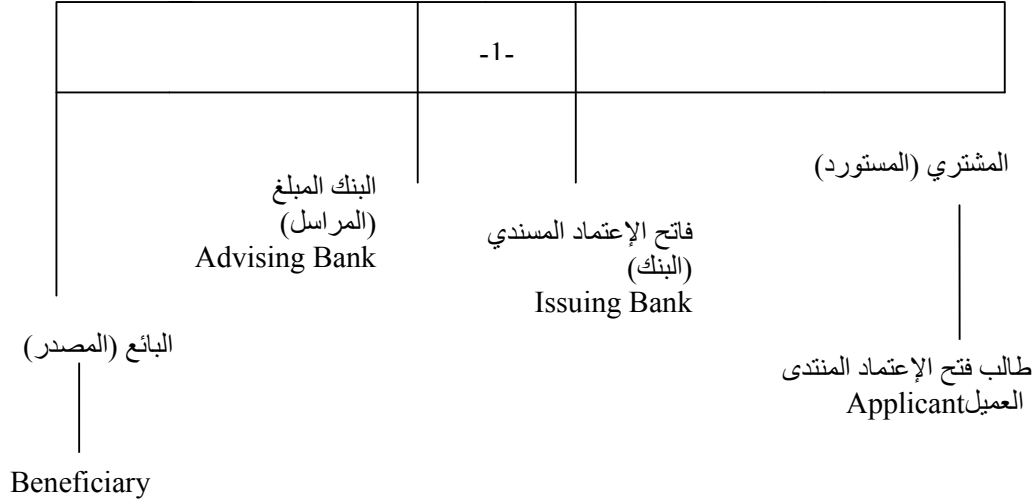 -1-
المشتري (المستورد)
البنك المبلغ
(المراسل)
Advising Bank
فاتح الإعتماد المسندي
(البنك)
Issuing Bank
البائع (المصدر)
طالب فتح الإعتماد المنتدى
العميلApplicant
Beneficiary